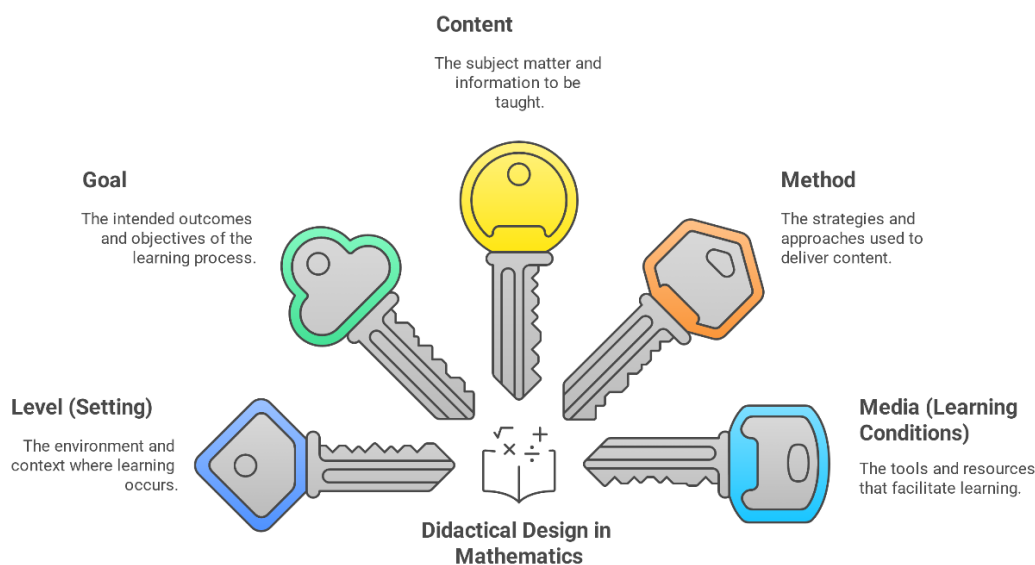 Content
The subject matter and
information to be
taught.
Goal
The intended outcomes
and objectives of the
learning process.
Method
The strategies and
approaches used to
deliver content.
Level (Setting)
The environment and
context where learning
occurs.
Media (Learning
Conditions)
The tools and resources
that facilitate learning.
√ + × ÷
Didactical Design in
Mathematics